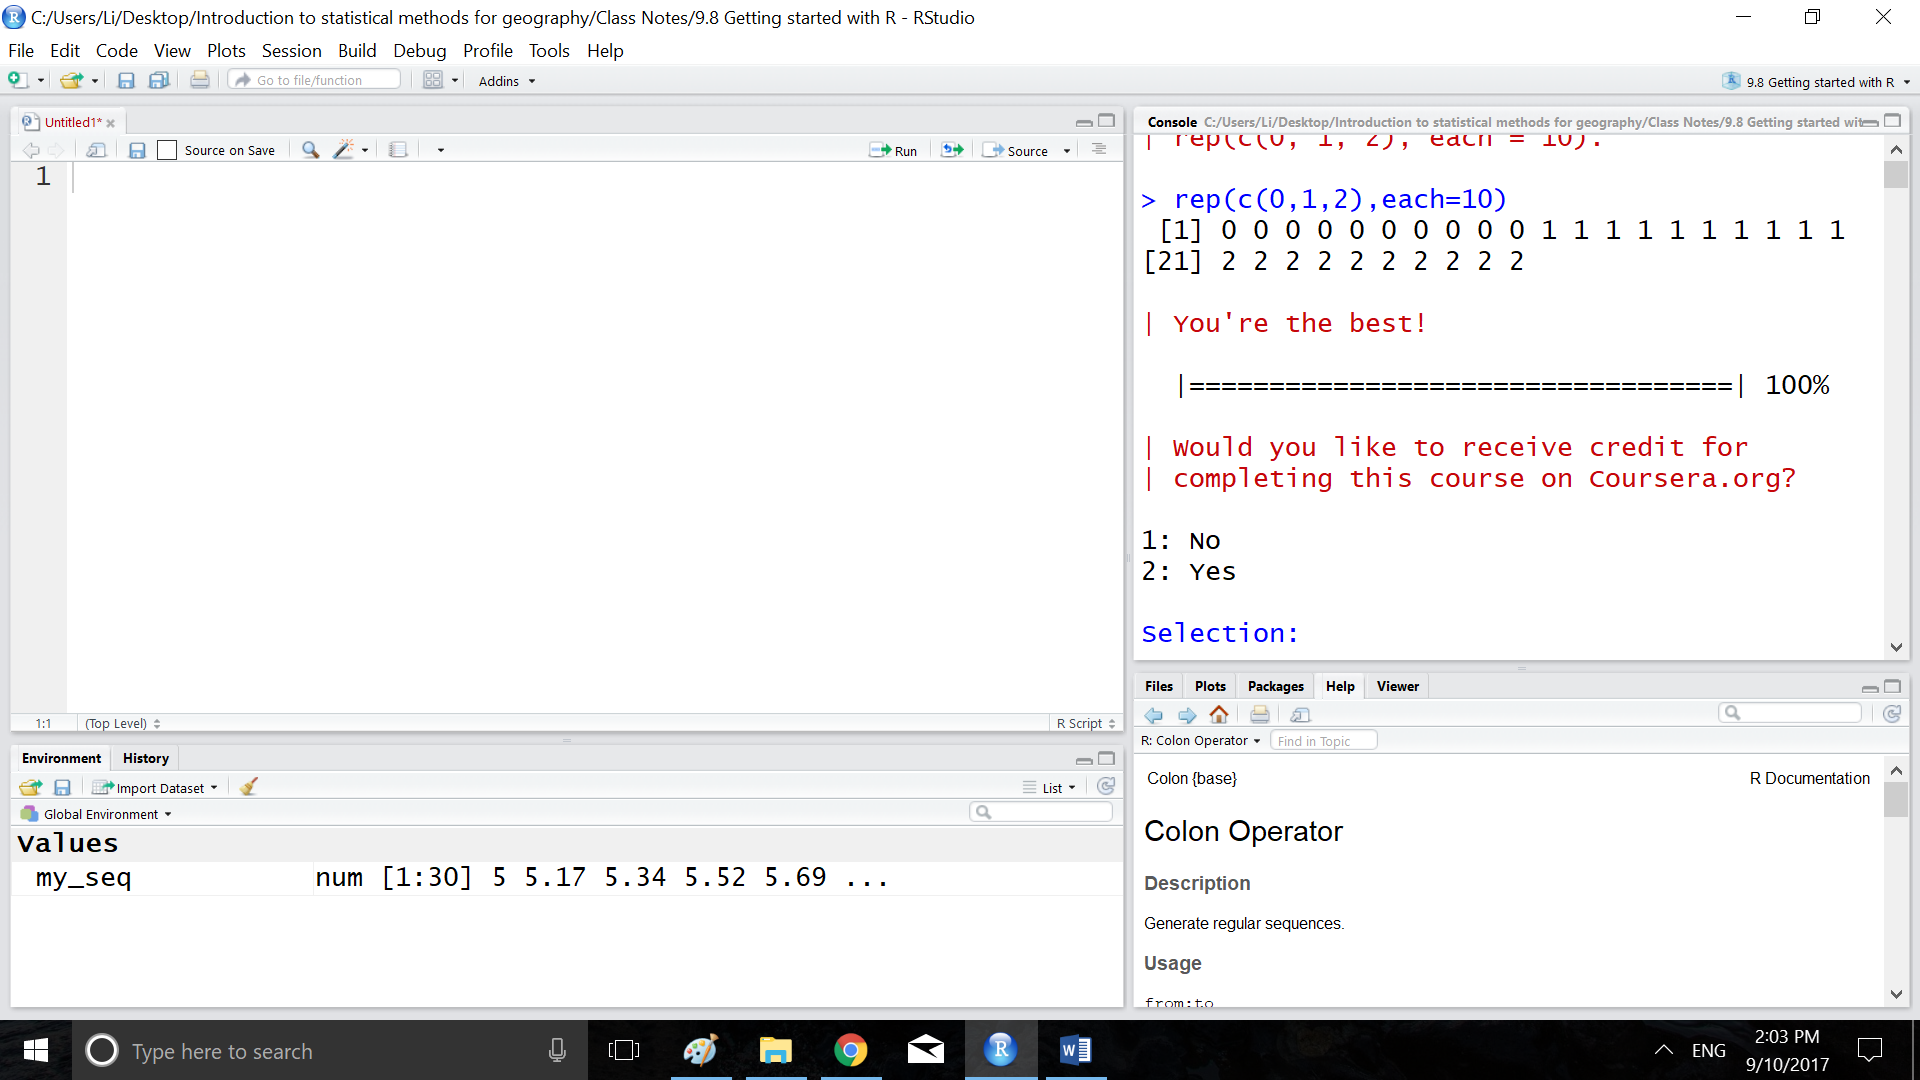 C:/Users/Li/Desktop/Introduction to statistical methods for geography/Class Notes/9.8 Getting started with R - RStudio
File Edit Code View Plots Session Build Debug Profile Tools Help
Go to file/function Addins 9.8 Getting started with R
Untitled1*
Source on Save Run Source
1
1:1 (Top Level) R Script
Environment History
Import Dataset List
Global Environment
Values
my_seq num [1:30] 5 5.17 5.34 5.52 5.69 ...
Console C:/Users/Li/Desktop/Introduction to statistical methods for geography/Class Notes/9.8 Getting started wit
| rep(c(0, 1, 2), each = 10).
> rep(c(0,1,2),each=10)
[1] 0 0 0 0 0 0 0 0 0 0 1 1 1 1 1 1 1 1 1 1
[21] 2 2 2 2 2 2 2 2 2 2
| You're the best!
|==================================| 100%
| Would you like to receive credit for
| completing this course on Coursera.org?
1: No
2: Yes
Selection:
Files Plots Packages Help Viewer
R: Colon Operator Find in Topic
Colon {base} R Documentation
Colon Operator
Description
Generate regular sequences.
Usage
from:to
Type here to search
ENG
2:03 PM
9/10/2017